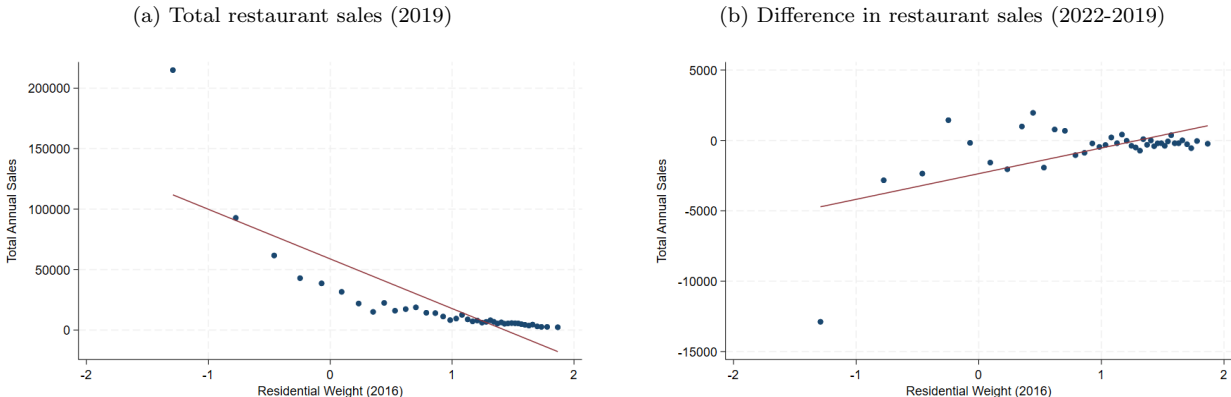 (a) Total restaurant sales (2019)
200000
150000
100000
50000
0
Total Annual Sales
-2 -1 0 1 2
Residential Weight (2016)
(b) Difference in restaurant sales (2022-2019)
5000
0
-5000
-10000
-15000
Total Annual Sales
-2 -1 0 1 2
Residential Weight (2016)